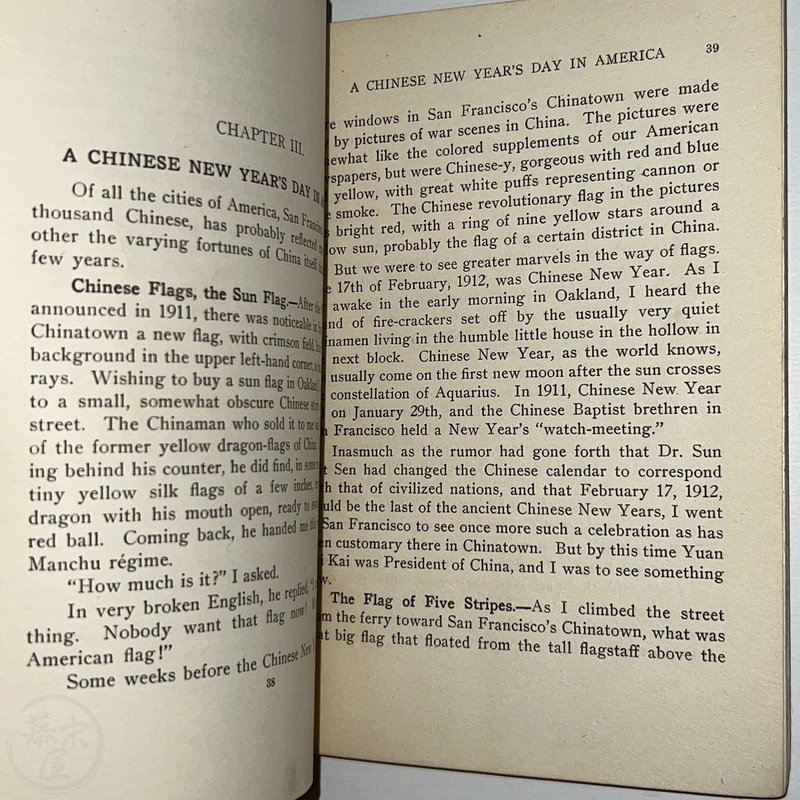 CHAPTER III.
A CHINESE NEW YEAR'S DAY IN
Of all the cities of America, San
thousand Chinese, has probably reflected
other the varying fortunes of China itself
few years.
Chinese Flags, the Sun Flag.—After
announced in 1911, there was noticeable
Chinatown a new flag, with crimson field,
background in the upper left-hand corner,
rays. Wishing to buy a sun flag in Oakland
to a small, somewhat obscure Chinese
street. The Chinaman who sold it to me
of the former yellow dragon-flags of
ing behind his counter, he did find, in
tiny yellow silk flags of a few inches,
dragon with his mouth open, ready to
red ball. Coming back, he handed me
Manchu régime.
"How much is it?" I asked.
In very broken English, he replied,
thing. Nobody want that flag now!
American flag!"
Some weeks before the Chinese New
38
A CHINESE NEW YEAR'S DAY IN AMERICA 39
windows in San Francisco's Chinatown were made
by pictures of war scenes in China. The pictures were
like the colored supplements of our American
but were Chinese-y, gorgeous with red and blue
yellow, with great white puffs representing cannon or
smoke. The Chinese revolutionary flag in the pictures
bright red, with a ring of nine yellow stars around a
sun, probably the flag of a certain district in China.
But we were to see greater marvels in the way of flags.
17th of February, 1912, was Chinese New Year. As I
awake in the early morning in Oakland, I heard the
of fire-crackers set off by the usually very quiet
living in the humble little house in the hollow in
next block. Chinese New Year, as the world knows,
usually come on the first new moon after the sun crosses
constellation of Aquarius. In 1911, Chinese New Year
on January 29th, and the Chinese Baptist brethren in
Francisco held a New Year's "watch-meeting."
Inasmuch as the rumor had gone forth that Dr. Sun
Sen had changed the Chinese calendar to correspond
that of civilized nations, and that February 17, 1912,
be the last of the ancient Chinese New Years, I went
San Francisco to see once more such a celebration as has
customary there in Chinatown. But by this time Yuan
Kai was President of China, and I was to see something
The Flag of Five Stripes.—As I climbed the street
the ferry toward San Francisco's Chinatown, what was
big flag that floated from the tall flagstaff above the